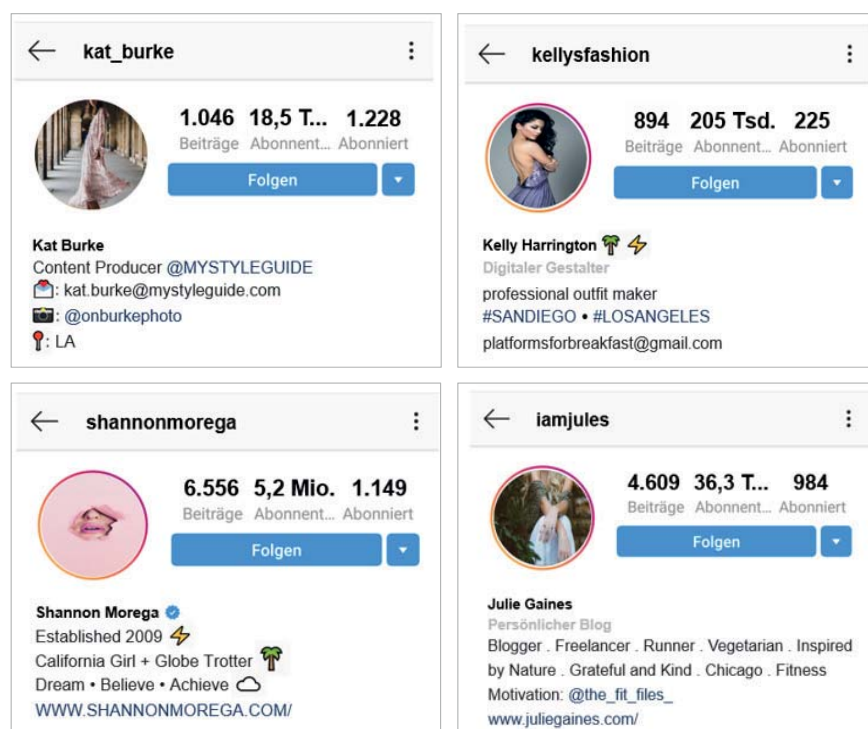 kat_burke
1.046 18,5 T... 1.228
Beiträge Abonnent... Abonniert
Folgen
Kat Burke
Content Producer @MYSTYLEGUIDE
: kat.burke@mystyleguide.com
: @onburkephoto
: LA
kellysfashion
894 205 Tsd. 225
Beiträge Abonnent... Abonniert
Folgen
Kelly Harrington 🌴 ⚡
Digitaler Gestalter
professional outfit maker
#SANDIEGO • #LOSANGELES
platformsforbreakfast@gmail.com
shannonmorega
6.556 5,2 Mio. 1.149
Beiträge Abonnent... Abonniert
Folgen
Shannon Morega
Established 2009 ⚡
California Girl + Globe Trotter 🌴
Dream • Believe • Achieve
WWW.SHANNONMOREGA.COM/
iamjules
4.609 36,3 T... 984
Beiträge Abonnent... Abonniert
Folgen
Julie Gaines
Persönlicher Blog
Blogger . Freelancer . Runner . Vegetarian . Inspired
by Nature . Grateful and Kind . Chicago . Fitness
Motivation: @the_fit_files_
www.juliegaines.com/